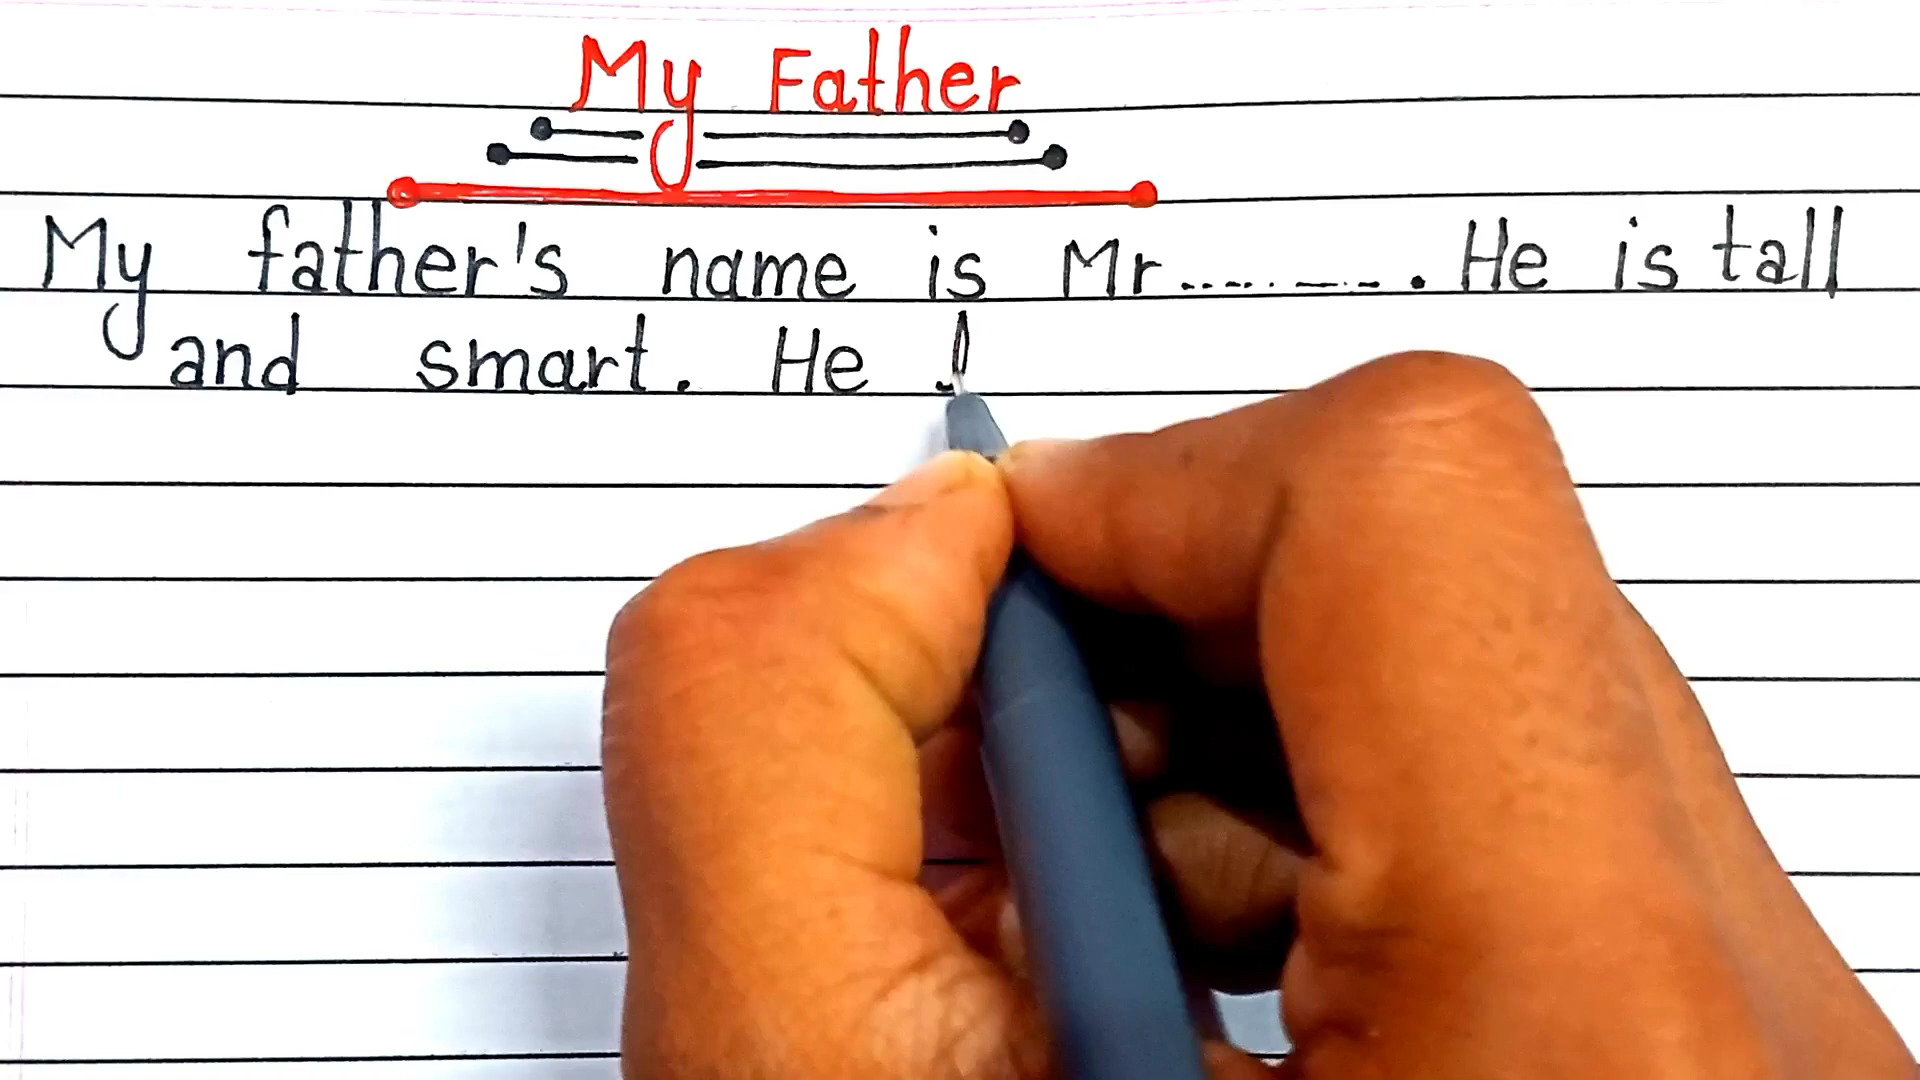 My Father
My father's name is Mr.......... He is tall
and smart. He